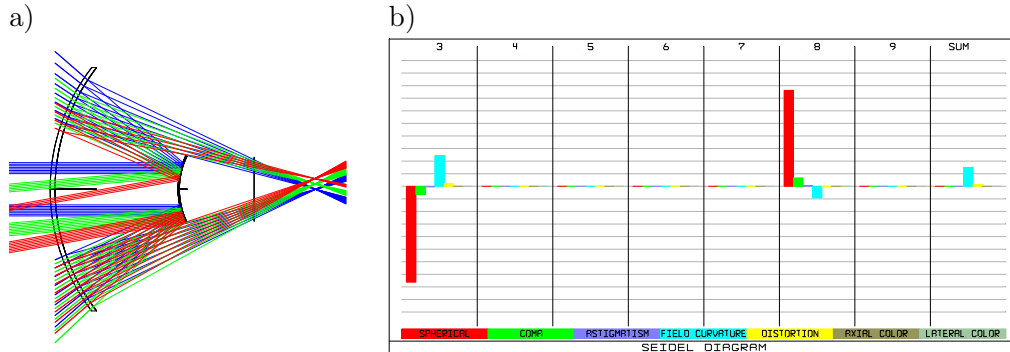 a) b)
3 4 5 6 7 8 9 SUM
SPHERICAL COMA ASTIGMATISM FIELD CURVATURE DISTORTION AXIAL COLOR LATERAL COLOR
SEIDEL DIAGRAM